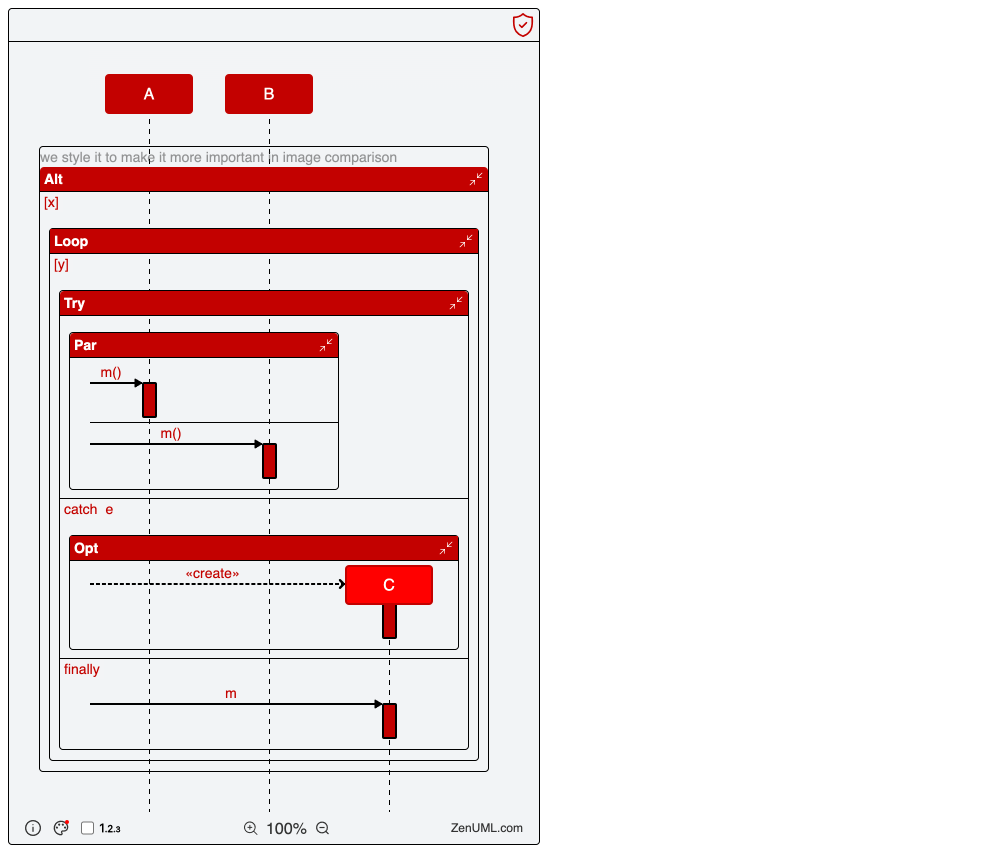 A
B
we style it to make it more important in image comparison
Alt
[x]
Loop
[y]
Try
Par
m()
m()
catch e
Opt
«create»
C
finally
m
1.2.3
100%
ZenUML.com